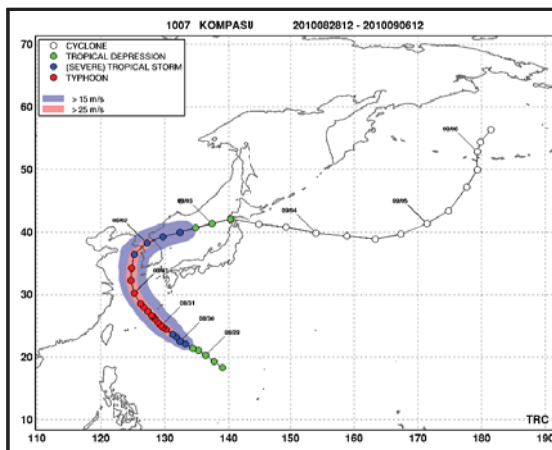 1007 KOMPASU 2010082812 - 2010090612
CYCLONE
TROPICAL DEPRESSION
(SEVERE) TROPICAL STORM
TYPHOON
> 15 m/s
> 25 m/s
70
60
50
40
30
20
10
09/06
09/05
09/04
09/03
09/02
09/01
08/31
08/30
08/29
TRC
110 120 130 140 150 160 170 180 190